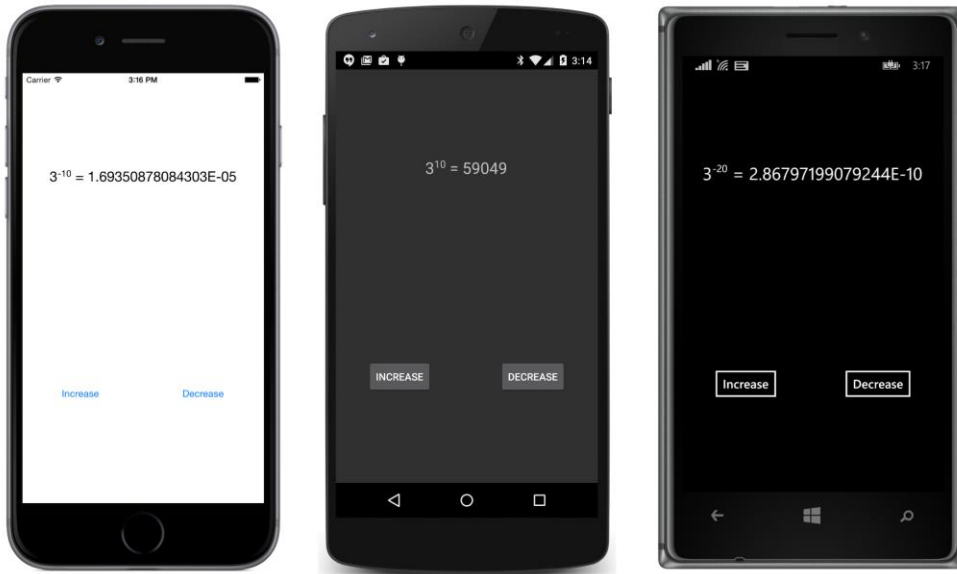 Carrier 3:16 PM
3⁻¹⁰ = 1.69350878084303E-05
Increase Decrease
3:14
3¹⁰ = 59049
INCREASE DECREASE
3:17
3⁻²⁰ = 2.86797199079244E-10
Increase Decrease